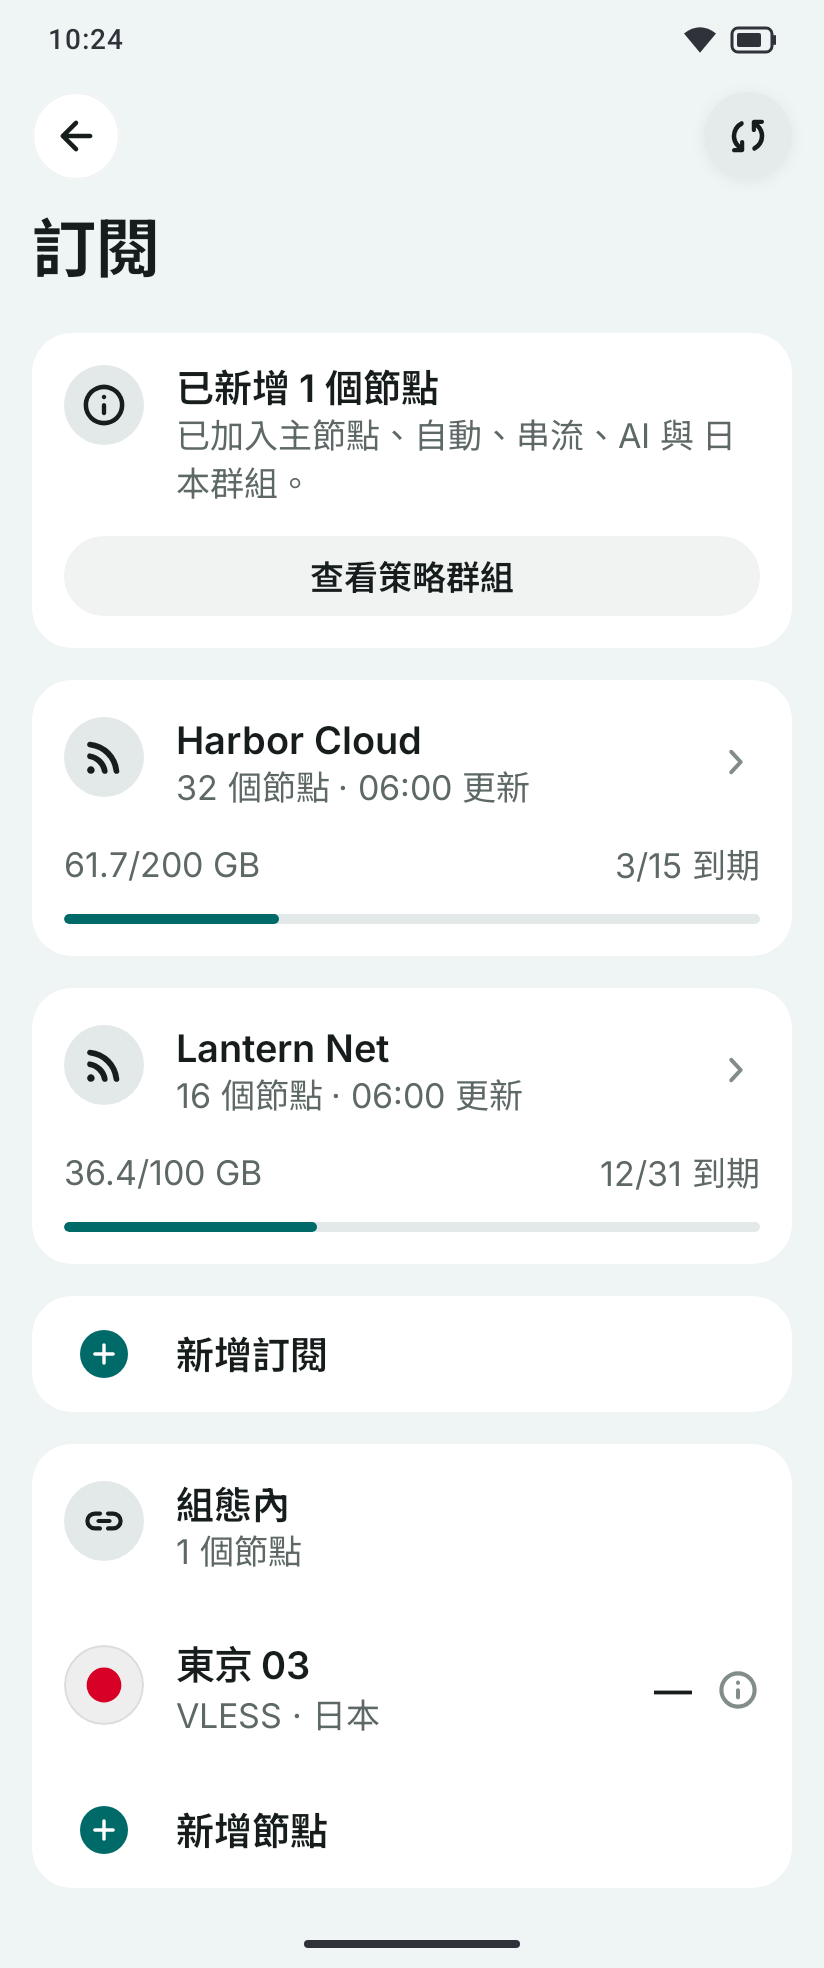 10:24
訂閱
已新增 1 個節點
已加入主節點、自動、串流、AI 與 日
本群組。
查看策略群組
Harbor Cloud
32 個節點 · 06:00 更新
61.7/200 GB
3/15 到期
Lantern Net
16 個節點 · 06:00 更新
36.4/100 GB
12/31 到期
新增訂閱
組態內
1 個節點
東京 03
VLESS · 日本
—
新增節點